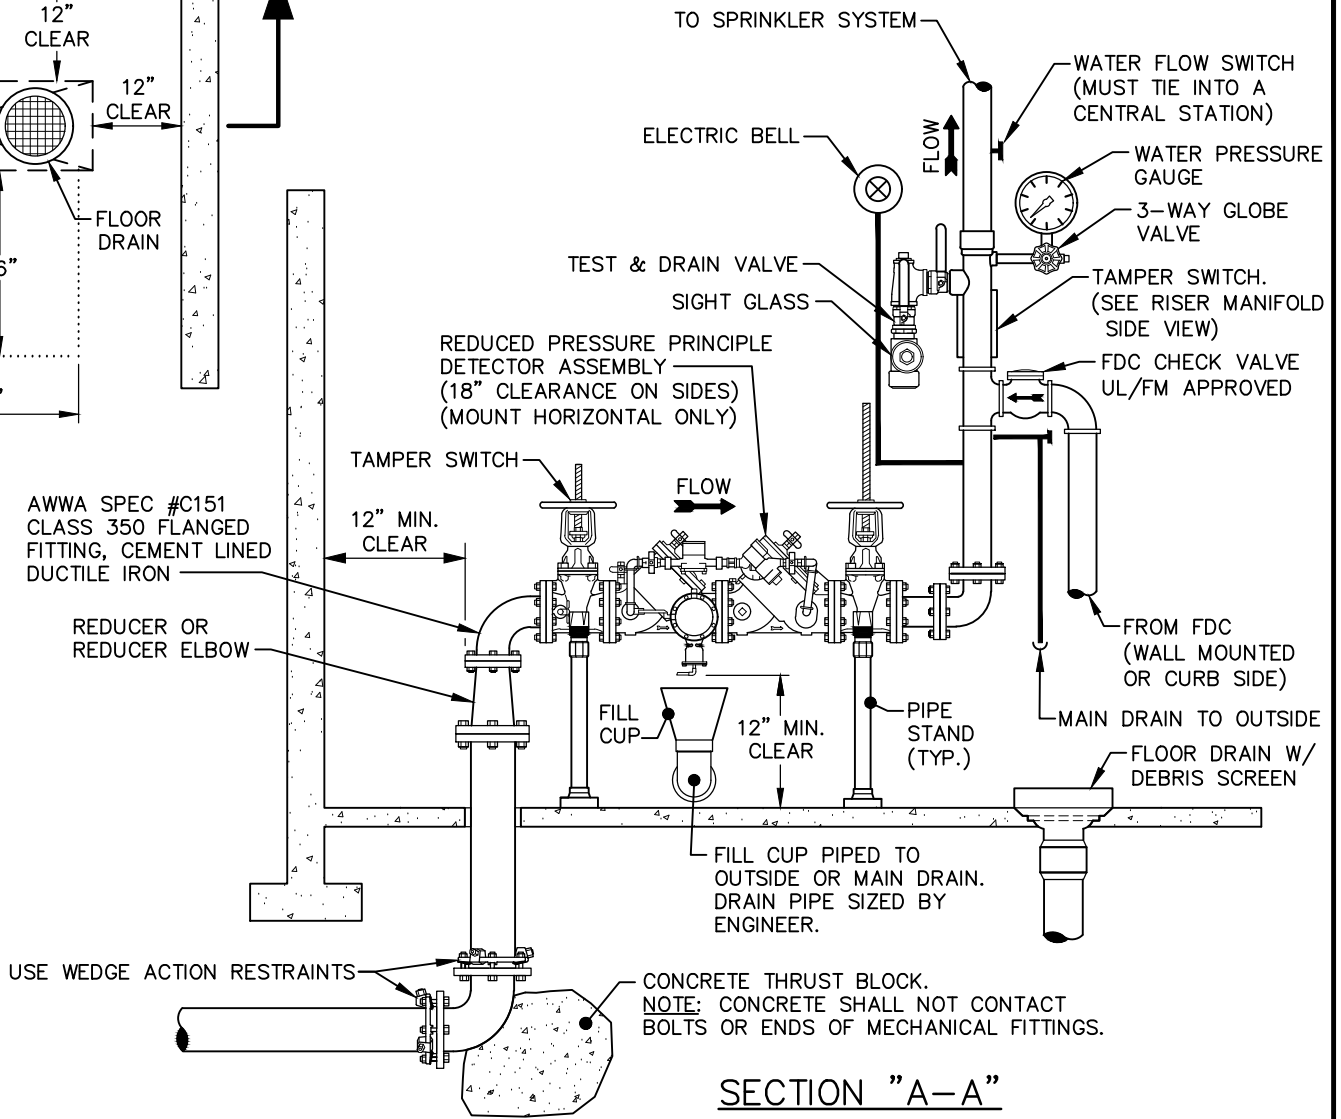 12"
CLEAR
12"
CLEAR
FLOOR
DRAIN
TO SPRINKLER SYSTEM
WATER FLOW SWITCH
(MUST TIE INTO A
CENTRAL STATION)
ELECTRIC BELL
FLOW
WATER PRESSURE
GAUGE
3-WAY GLOBE
VALVE
TEST & DRAIN VALVE
SIGHT GLASS
TAMPER SWITCH.
(SEE RISER MANIFOLD
SIDE VIEW)
REDUCED PRESSURE PRINCIPLE
DETECTOR ASSEMBLY
(18" CLEARANCE ON SIDES)
(MOUNT HORIZONTAL ONLY)
FDC CHECK VALVE
UL/FM APPROVED
TAMPER SWITCH
FLOW
AWWA SPEC #C151
CLASS 350 FLANGED
FITTING, CEMENT LINED
DUCTILE IRON
12" MIN.
CLEAR
REDUCER OR
REDUCER ELBOW
FROM FDC
(WALL MOUNTED
OR CURB SIDE)
FILL
CUP
12" MIN.
CLEAR
PIPE
STAND
(TYP.)
MAIN DRAIN TO OUTSIDE
FLOOR DRAIN W/
DEBRIS SCREEN
FILL CUP PIPED TO
OUTSIDE OR MAIN DRAIN.
DRAIN PIPE SIZED BY
ENGINEER.
USE WEDGE ACTION RESTRAINTS
CONCRETE THRUST BLOCK.
NOTE: CONCRETE SHALL NOT CONTACT
BOLTS OR ENDS OF MECHANICAL FITTINGS.
SECTION "A-A"